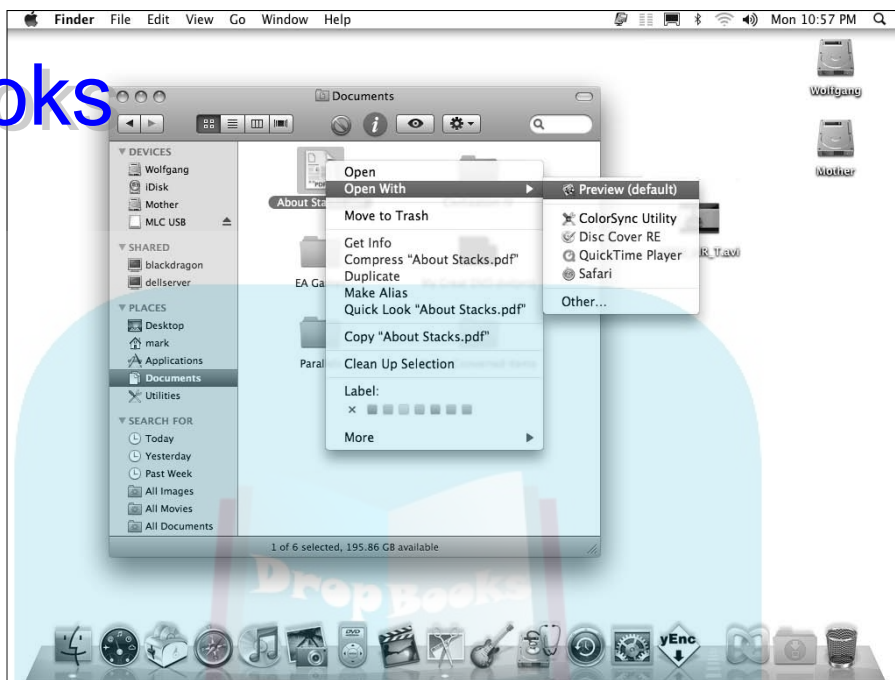 Finder File Edit View Go Window Help Mon 10:57 PM
oks
Wolfgang
Mother
Documents
DEVICES
Wolfgang
iDisk
Mother
MLC USB
SHARED
blackdragon
dellserver
PLACES
Desktop
mark
Applications
Documents
Utilities
SEARCH FOR
Today
Yesterday
Past Week
All Images
All Movies
All Documents
PDF
About Sta
EA Ga
Paral
Open
Open With
Move to Trash
Get Info
Compress “About Stacks.pdf”
Duplicate
Make Alias
Quick Look “About Stacks.pdf”
Copy “About Stacks.pdf”
Clean Up Selection
Label:
×
More
Preview (default)
ColorSync Utility
Disc Cover RE
QuickTime Player
Safari
Other...
R_T.avi
1 of 6 selected, 195.86 GB available
DropBooks
DVD
yEnc